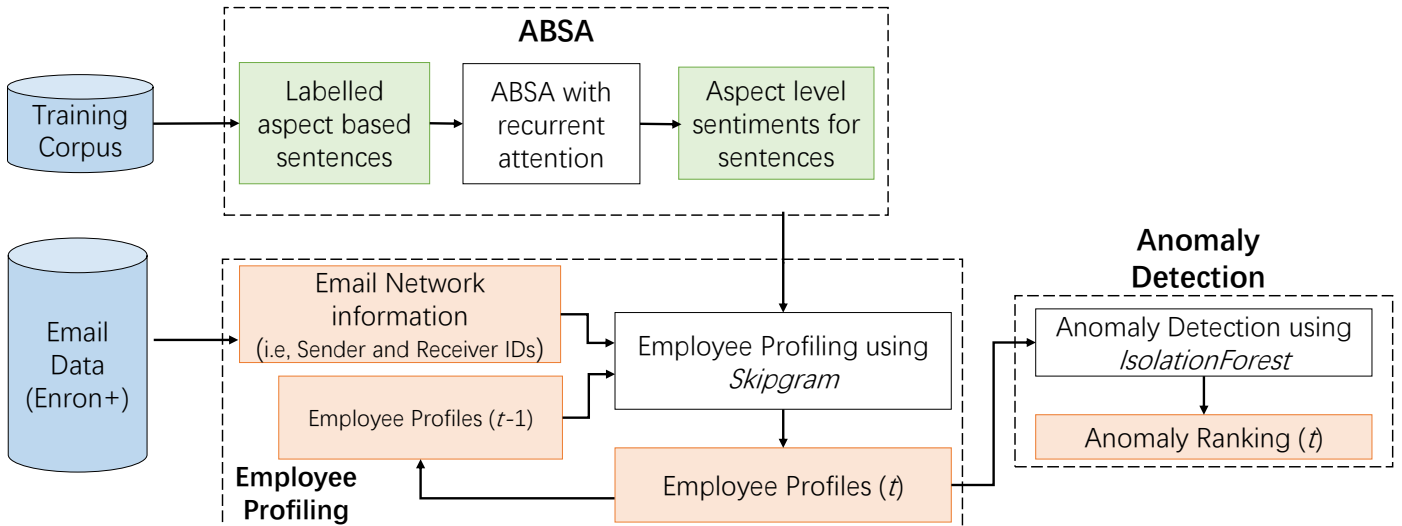 ABSA
Training
Corpus
Labelled
aspect based
sentences
ABSA with
recurrent
attention
Aspect level
sentiments for
sentences
Email
Data
(Enron+)
Email Network
information
(i.e, Sender and Receiver IDs)
Employee Profiles (t-1)
Employee Profiling using
Skipgram
Employee Profiles (t)
Employee
Profiling
Anomaly
Detection
Anomaly Detection using
IsolationForest
Anomaly Ranking (t)